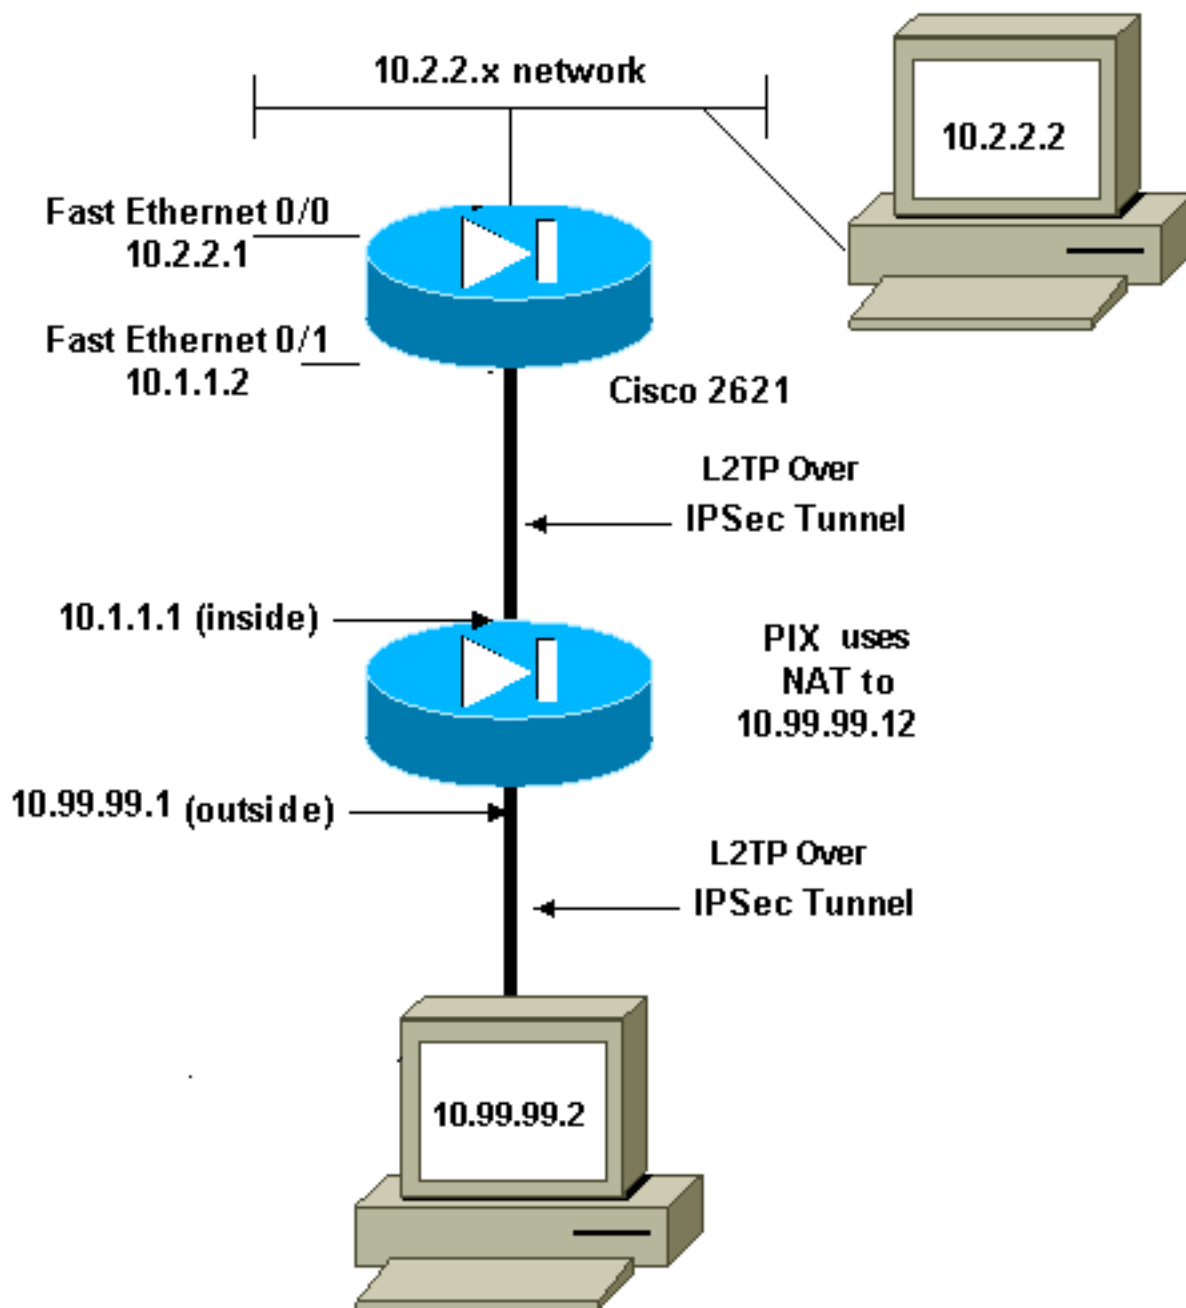 10.2.2.x network
10.2.2.2
Fast Ethernet 0/0
10.2.2.1
Fast Ethernet 0/1
10.1.1.2
Cisco 2621
L2TP Over
IPSec Tunnel
10.1.1.1 (inside)
PIX uses
NAT to
10.99.99.12
10.99.99.1 (outside)
L2TP Over
IPSec Tunnel
10.99.99.2